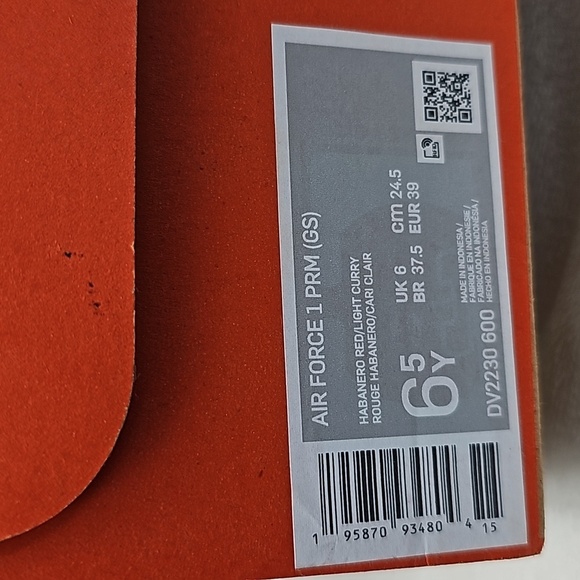 AIR FORCE 1 PRM (GS)
HABANERO RED/LIGHT CURRY
ROUGE HABANERO/CARI CLAIR
6.5Y
UK 6 cm 24.5
BR 37.5 EUR 39
DV2230 600
MADE IN INDONESIA /
FABRIQUE EN INDONESIE /
FABRICADO NA INDONÉSIA /
HECHO EN INDONESIA
1 95870 93480 4 15